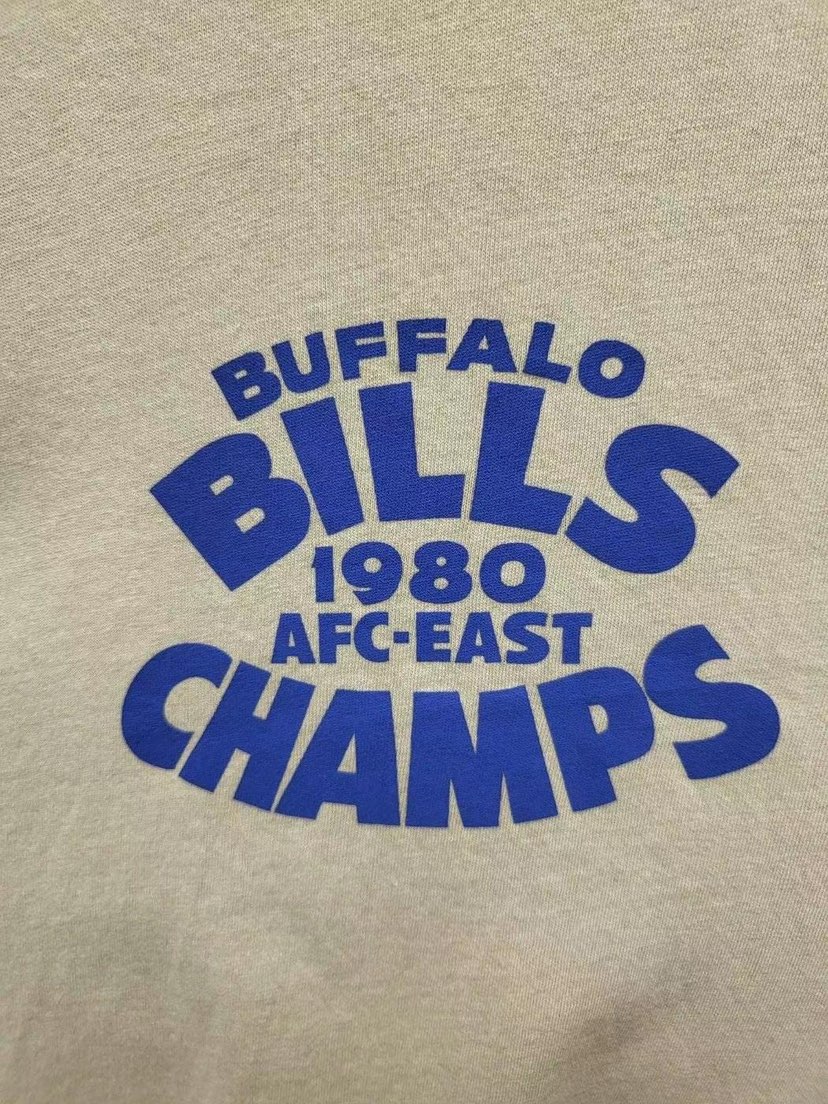 BUFFALO
BILLS
1980
AFC-EAST
CHAMPS